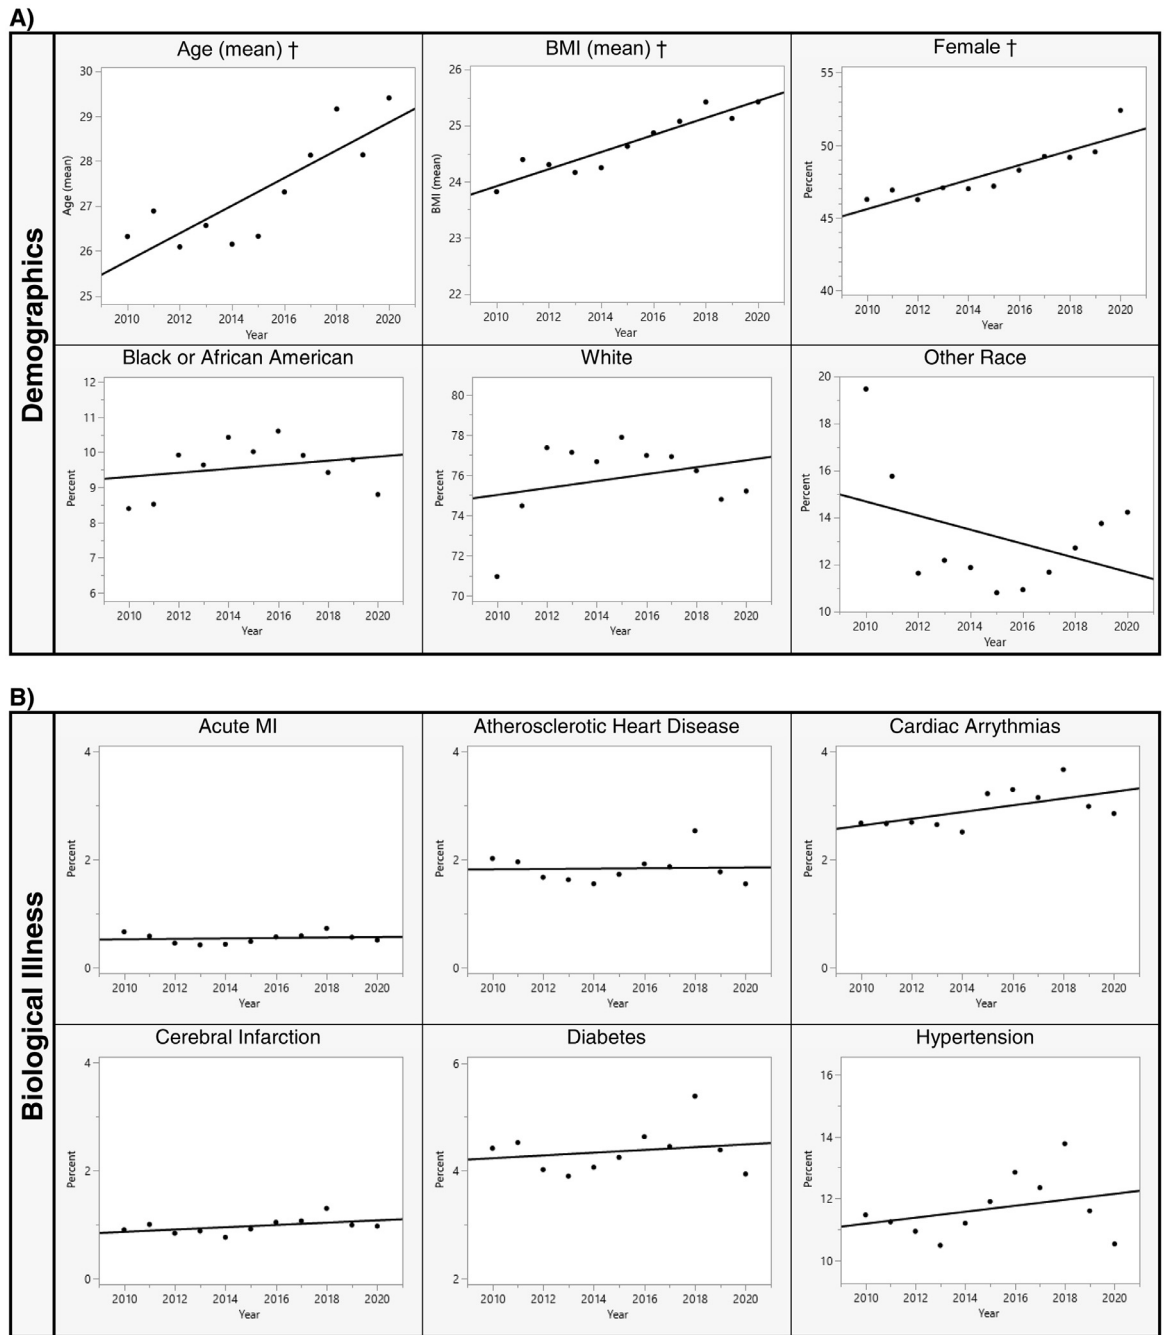 A)
Demographics
Age (mean) †
30
29
28
27
26
25
Age (mean)
2010 2012 2014 2016 2018 2020
Year
BMI (mean) †
26
25
24
23
22
BMI (mean)
2010 2012 2014 2016 2018 2020
Year
Female †
55
50
45
40
Percent
2010 2012 2014 2016 2018 2020
Year
Black or African American
12
11
10
9
8
7
6
Percent
2010 2012 2014 2016 2018 2020
Year
White
80
78
76
74
72
70
Percent
2010 2012 2014 2016 2018 2020
Year
Other Race
20
18
16
14
12
10
Percent
2010 2012 2014 2016 2018 2020
Year
B)
Biological Illness
Acute MI
4
2
0
Percent
2010 2012 2014 2016 2018 2020
Year
Atherosclerotic Heart Disease
4
2
0
Percent
2010 2012 2014 2016 2018 2020
Year
Cardiac Arrythmias
4
2
0
Percent
2010 2012 2014 2016 2018 2020
Year
Cerebral Infarction
4
2
0
Percent
2010 2012 2014 2016 2018 2020
Year
Diabetes
6
4
2
Percent
2010 2012 2014 2016 2018 2020
Year
Hypertension
16
14
12
10
Percent
2010 2012 2014 2016 2018 2020
Year